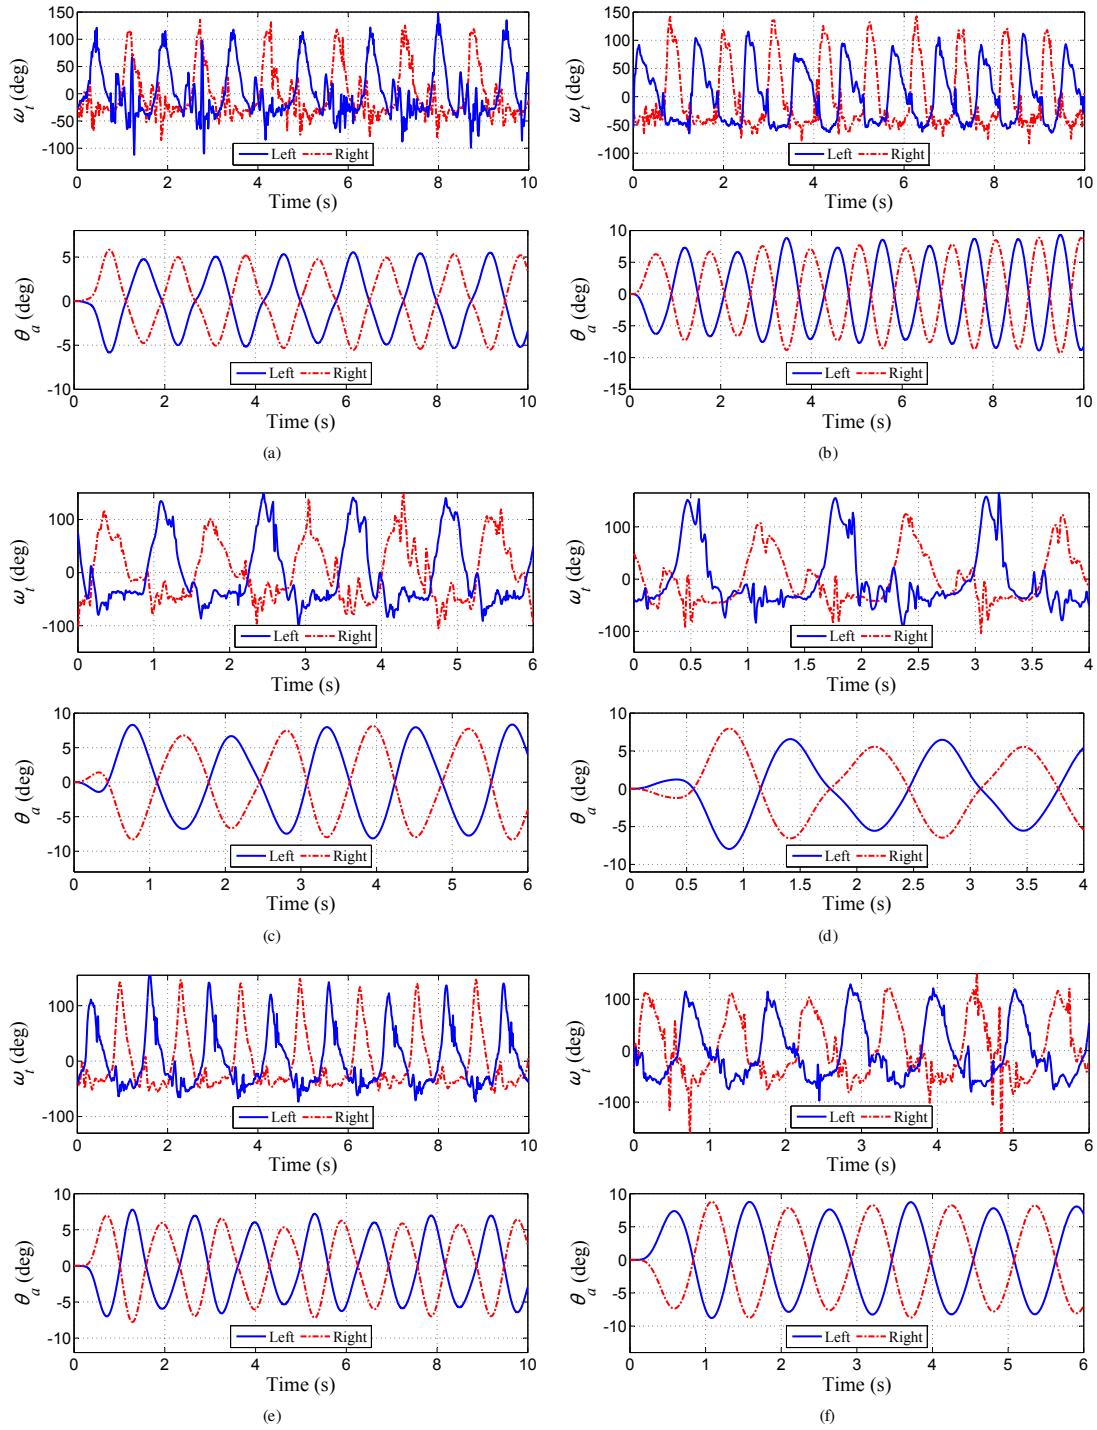 150
100
50
0
-50
-100
ω_t (deg)
Left Right
0 2 4 6 8 10
Time (s)
5
0
-5
-10
θ_a (deg)
Left Right
0 2 4 6 8 10
Time (s)
(a)
150
100
50
0
-50
-100
ω_t (deg)
Left Right
0 2 4 6 8 10
Time (s)
10
5
0
-5
-10
-15
θ_a (deg)
Left Right
0 2 4 6 8 10
Time (s)
(b)
100
0
-100
ω_t (deg)
Left Right
0 1 2 3 4 5 6
Time (s)
10
5
0
-5
-10
θ_a (deg)
Left Right
0 1 2 3 4 5 6
Time (s)
(c)
100
0
-100
ω_t (deg)
Left Right
0 0.5 1 1.5 2 2.5 3 3.5 4
Time (s)
10
5
0
-5
-10
θ_a (deg)
Left Right
0 0.5 1 1.5 2 2.5 3 3.5 4
Time (s)
(d)
100
0
-100
ω_t (deg)
Left Right
0 2 4 6 8 10
Time (s)
10
5
0
-5
-10
θ_a (deg)
Left Right
0 2 4 6 8 10
Time (s)
(e)
100
0
-100
ω_t (deg)
Left Right
0 1 2 3 4 5 6
Time (s)
10
5
0
-5
-10
θ_a (deg)
Left Right
0 1 2 3 4 5 6
Time (s)
(f)